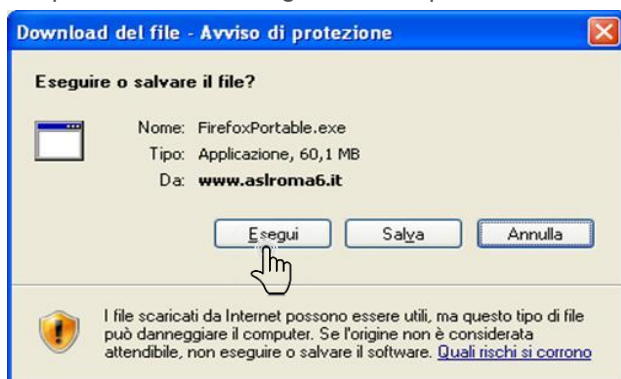 Download del file - Avviso di protezione
Eseguire o salvare il file?
Nome: FirefoxPortable.exe
Tipo: Applicazione, 60,1 MB
Da: www.aslroma6.it
Esegui Salva Annulla
I file scaricati da Internet possono essere utili, ma questo tipo di file
può danneggiare il computer. Se l'origine non è considerata
attendibile, non eseguire o salvare il software. Quali rischi si corrono